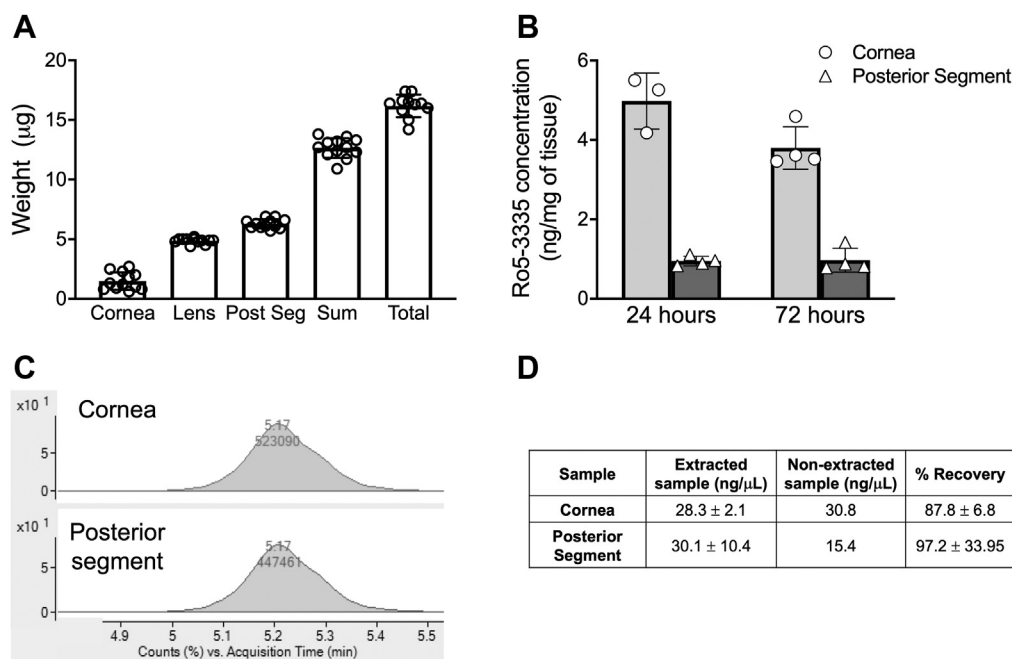 A
Weight (µg)
20
15
10
5
0
Cornea Lens Post Seg Sum Total
B
Cornea
Posterior Segment
Ro5-3335 concentration
(ng/mg of tissue)
6
4
2
0
24 hours 72 hours
C
x10 1
Cornea
5.17
523090
5
0
x10 1
Posterior
segment
5.17
447461
5
0
4.9 5 5.1 5.2 5.3 5.4 5.5
Counts (%) vs. Acquisition Time (min)
D
Sample Extracted sample (ng/µL) Non-extracted sample (ng/µL) % Recovery
Cornea 28.3 ± 2.1 30.8 87.8 ± 6.8
Posterior Segment 30.1 ± 10.4 15.4 97.2 ± 33.95